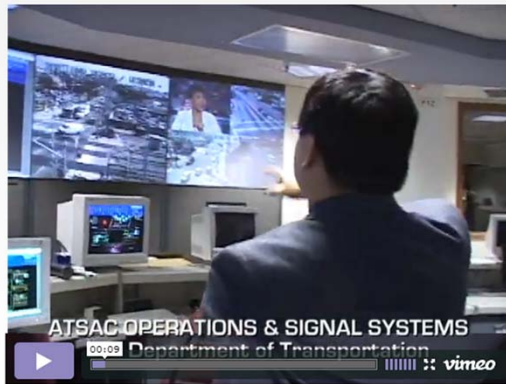 ATSAC OPERATIONS & SIGNAL SYSTEMS
00:09 Department of Transportation
vimeo